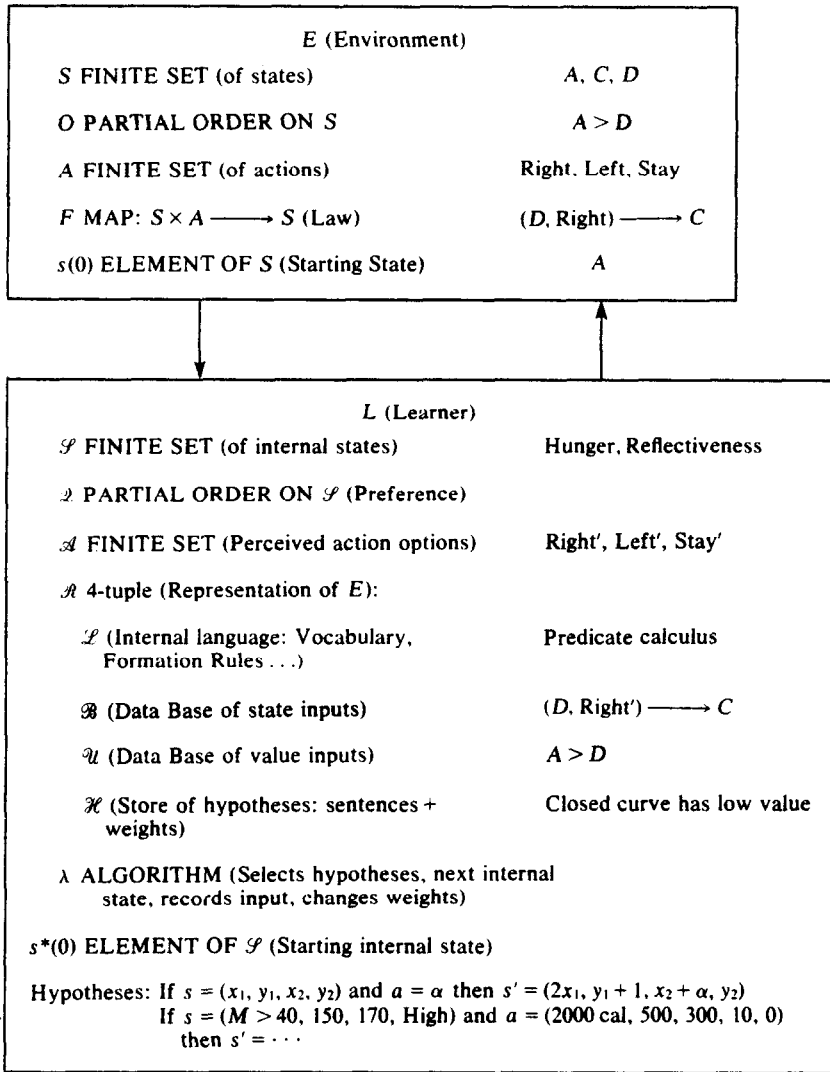 E (Environment)
S FINITE SET (of states) A, C, D
O PARTIAL ORDER ON S A > D
A FINITE SET (of actions) Right, Left, Stay
F MAP: S × A ⟶ S (Law) (D, Right) ⟶ C
s(0) ELEMENT OF S (Starting State) A
L (Learner)
𝒮 FINITE SET (of internal states) Hunger, Reflectiveness
𝒬 PARTIAL ORDER ON 𝒮 (Preference)
𝒜 FINITE SET (Perceived action options) Right′, Left′, Stay′
ℛ 4-tuple (Representation of E):
ℒ (Internal language: Vocabulary, Predicate calculus
Formation Rules . . .)
ℬ (Data Base of state inputs) (D, Right′) ⟶ C
𝒰 (Data Base of value inputs) A > D
ℋ (Store of hypotheses: sentences + Closed curve has low value
weights)
λ ALGORITHM (Selects hypotheses, next internal
state, records input, changes weights)
s*(0) ELEMENT OF 𝒮 (Starting internal state)
Hypotheses: If s = (x₁, y₁, x₂, y₂) and a = α then s′ = (2x₁, y₁ + 1, x₂ + α, y₂)
If s = (M > 40, 150, 170, High) and a = (2000 cal, 500, 300, 10, 0)
then s′ = · · ·